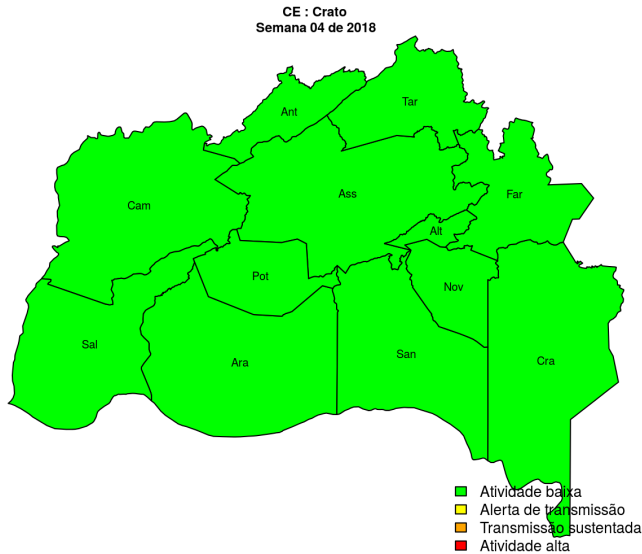 CE : Crato
Semana 04 de 2018
Tar
Ant
Ass
Far
Cam
Alt
Pot
Nov
Sal
San
Cra
Ara
Atividade baixa
Alerta de transmissão
Transmissão sustentada
Atividade alta